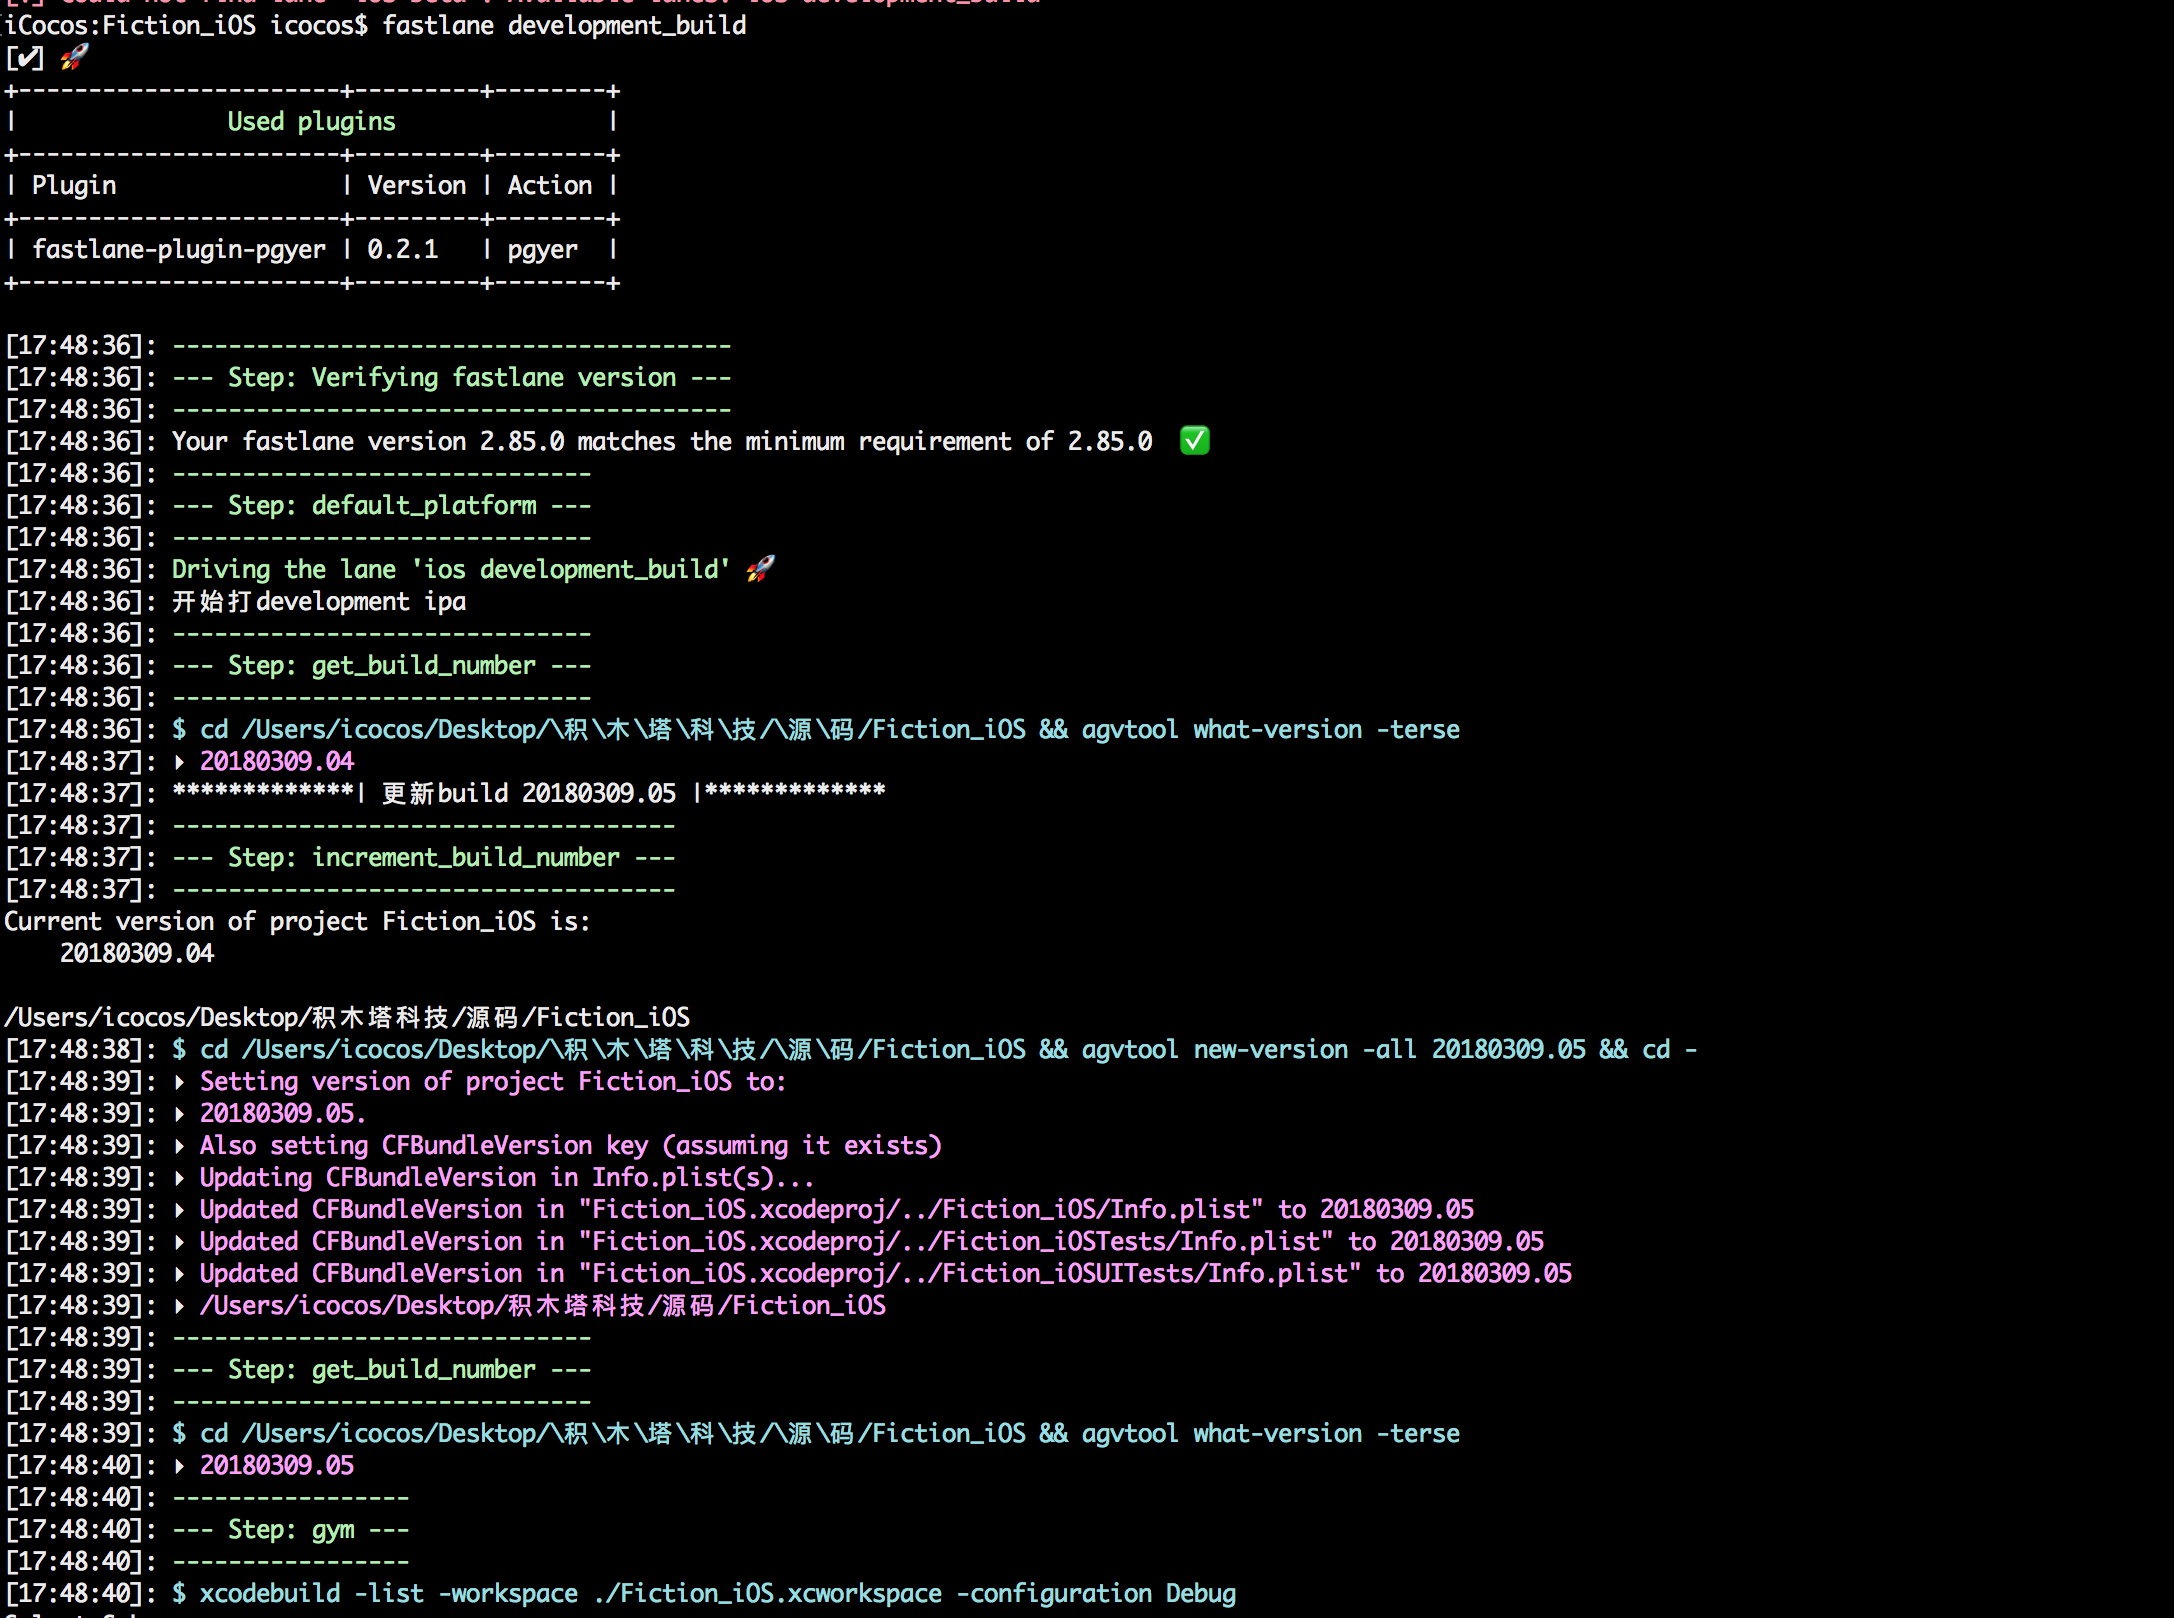 iCocos:Fiction_iOS icocos$ fastlane development_build
[✔] 🚀
+-----------------------+---------+--------+
|               Used plugins               |
+-----------------------+---------+--------+
| Plugin                | Version | Action |
+-----------------------+---------+--------+
| fastlane-plugin-pgyer | 0.2.1   | pgyer  |
+-----------------------+---------+--------+
[17:48:36]: ----------------------------------------
[17:48:36]: --- Step: Verifying fastlane version ---
[17:48:36]: ----------------------------------------
[17:48:36]: Your fastlane version 2.85.0 matches the minimum requirement of 2.85.0  ✅
[17:48:36]: ------------------------------
[17:48:36]: --- Step: default_platform ---
[17:48:36]: ------------------------------
[17:48:36]: Driving the lane 'ios development_build' 🚀
[17:48:36]: 开始打development ipa
[17:48:36]: ------------------------------
[17:48:36]: --- Step: get_build_number ---
[17:48:36]: ------------------------------
[17:48:36]: $ cd /Users/icocos/Desktop/\积\木\塔\科\技/\源\码/Fiction_iOS && agvtool what-version -terse
[17:48:37]: ▸ 20180309.04
[17:48:37]: *************| 更新build 20180309.05 |*************
[17:48:37]: ------------------------------------
[17:48:37]: --- Step: increment_build_number ---
[17:48:37]: ------------------------------------
Current version of project Fiction_iOS is:
    20180309.04
/Users/icocos/Desktop/积木塔科技/源码/Fiction_iOS
[17:48:38]: $ cd /Users/icocos/Desktop/\积\木\塔\科\技/\源\码/Fiction_iOS && agvtool new-version -all 20180309.05 && cd -
[17:48:39]: ▸ Setting version of project Fiction_iOS to:
[17:48:39]: ▸ 20180309.05.
[17:48:39]: ▸ Also setting CFBundleVersion key (assuming it exists)
[17:48:39]: ▸ Updating CFBundleVersion in Info.plist(s)...
[17:48:39]: ▸ Updated CFBundleVersion in "Fiction_iOS.xcodeproj/../Fiction_iOS/Info.plist" to 20180309.05
[17:48:39]: ▸ Updated CFBundleVersion in "Fiction_iOS.xcodeproj/../Fiction_iOSTests/Info.plist" to 20180309.05
[17:48:39]: ▸ Updated CFBundleVersion in "Fiction_iOS.xcodeproj/../Fiction_iOSUITests/Info.plist" to 20180309.05
[17:48:39]: ▸ /Users/icocos/Desktop/积木塔科技/源码/Fiction_iOS
[17:48:39]: ------------------------------
[17:48:39]: --- Step: get_build_number ---
[17:48:39]: ------------------------------
[17:48:39]: $ cd /Users/icocos/Desktop/\积\木\塔\科\技/\源\码/Fiction_iOS && agvtool what-version -terse
[17:48:40]: ▸ 20180309.05
[17:48:40]: -----------------
[17:48:40]: --- Step: gym ---
[17:48:40]: -----------------
[17:48:40]: $ xcodebuild -list -workspace ./Fiction_iOS.xcworkspace -configuration Debug